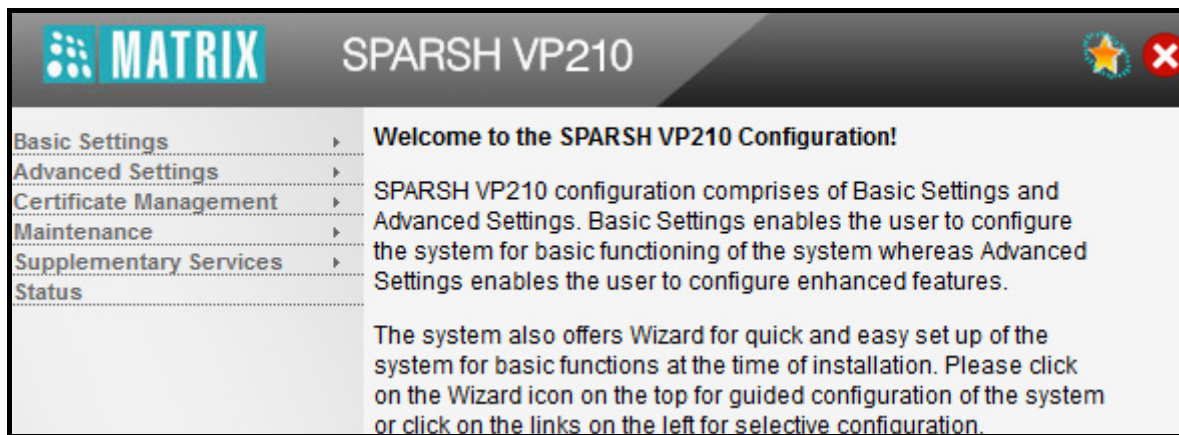 MATRIX
SPARSH VP210
Basic Settings
Advanced Settings
Certificate Management
Maintenance
Supplementary Services
Status
Welcome to the SPARSH VP210 Configuration!
SPARSH VP210 configuration comprises of Basic Settings and
Advanced Settings. Basic Settings enables the user to configure
the system for basic functioning of the system whereas Advanced
Settings enables the user to configure enhanced features.
The system also offers Wizard for quick and easy set up of the
system for basic functions at the time of installation. Please click
on the Wizard icon on the top for guided configuration of the system
or click on the links on the left for selective configuration.